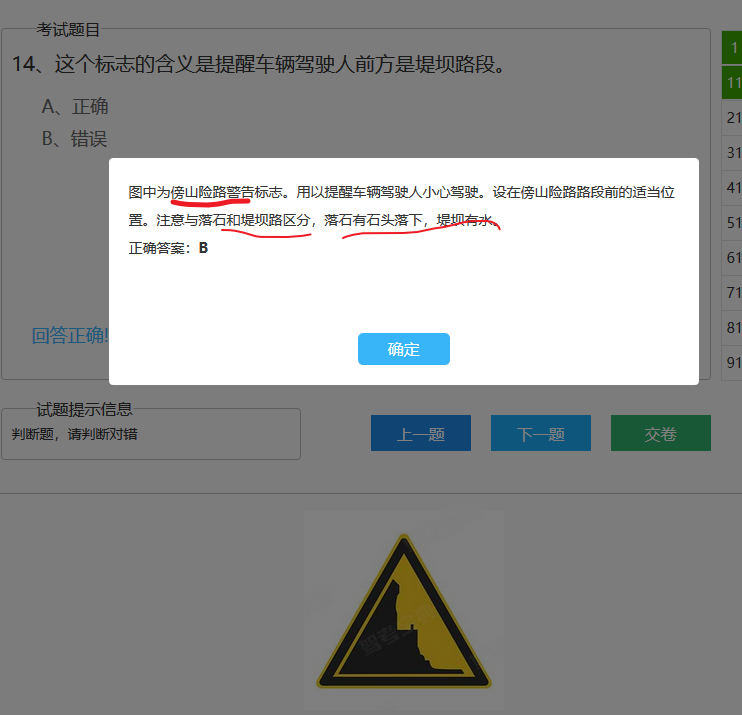 考试题目
14、这个标志的含义是提醒车辆驾驶人前方是堤坝路段。
A、正确
B、错误
图中为傍山险路警告标志。用以提醒车辆驾驶人小心驾驶。设在傍山险路路段前的适当位
置。注意与落石和堤坝路区分，落石有石头落下，堤坝有水。
正确答案：B
确定
回答正确!
试题提示信息
判断题，请判断对错
上一题
下一题
交卷
1
11
21
31
41
51
61
71
81
91